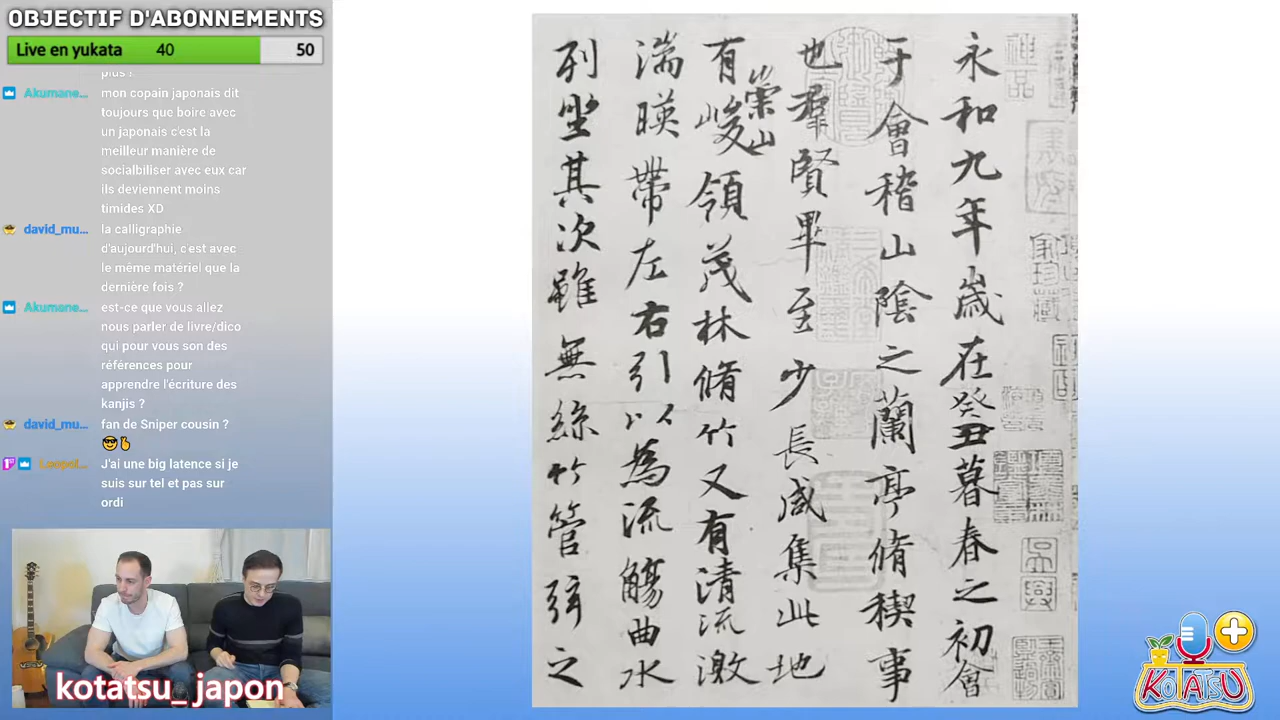 OBJECTIF D'ABONNEMENTS
Live en yukata 40 50
plus !
Akumane... mon copain japonais dit
toujours que boire avec
un japonais c'est la
meilleur manière de
socialbiliser avec eux car
ils deviennent moins
timides XD
david_mu... la calligraphie
d'aujourd'hui, c'est avec
le même matériel que la
dernière fois ?
Akumane... est-ce que vous allez
nous parler de livre/dico
qui pour vous son des
références pour
apprendre l'écriture des
kanjis ?
david_mu... fan de Sniper cousin ?
J'ai une big latence si je
suis sur tel et pas sur
ordi
kotatsu_japon
永和九年歳在癸丑暮春之初會
于會稽山陰之蘭亭脩稧事
也羣賢畢至少長咸集此地
有崇山峻領茂林脩竹又有清流激
湍暎帶左右引以為流觴曲水
列坐其次雖無絲竹管弦之
神品
KOTATSU